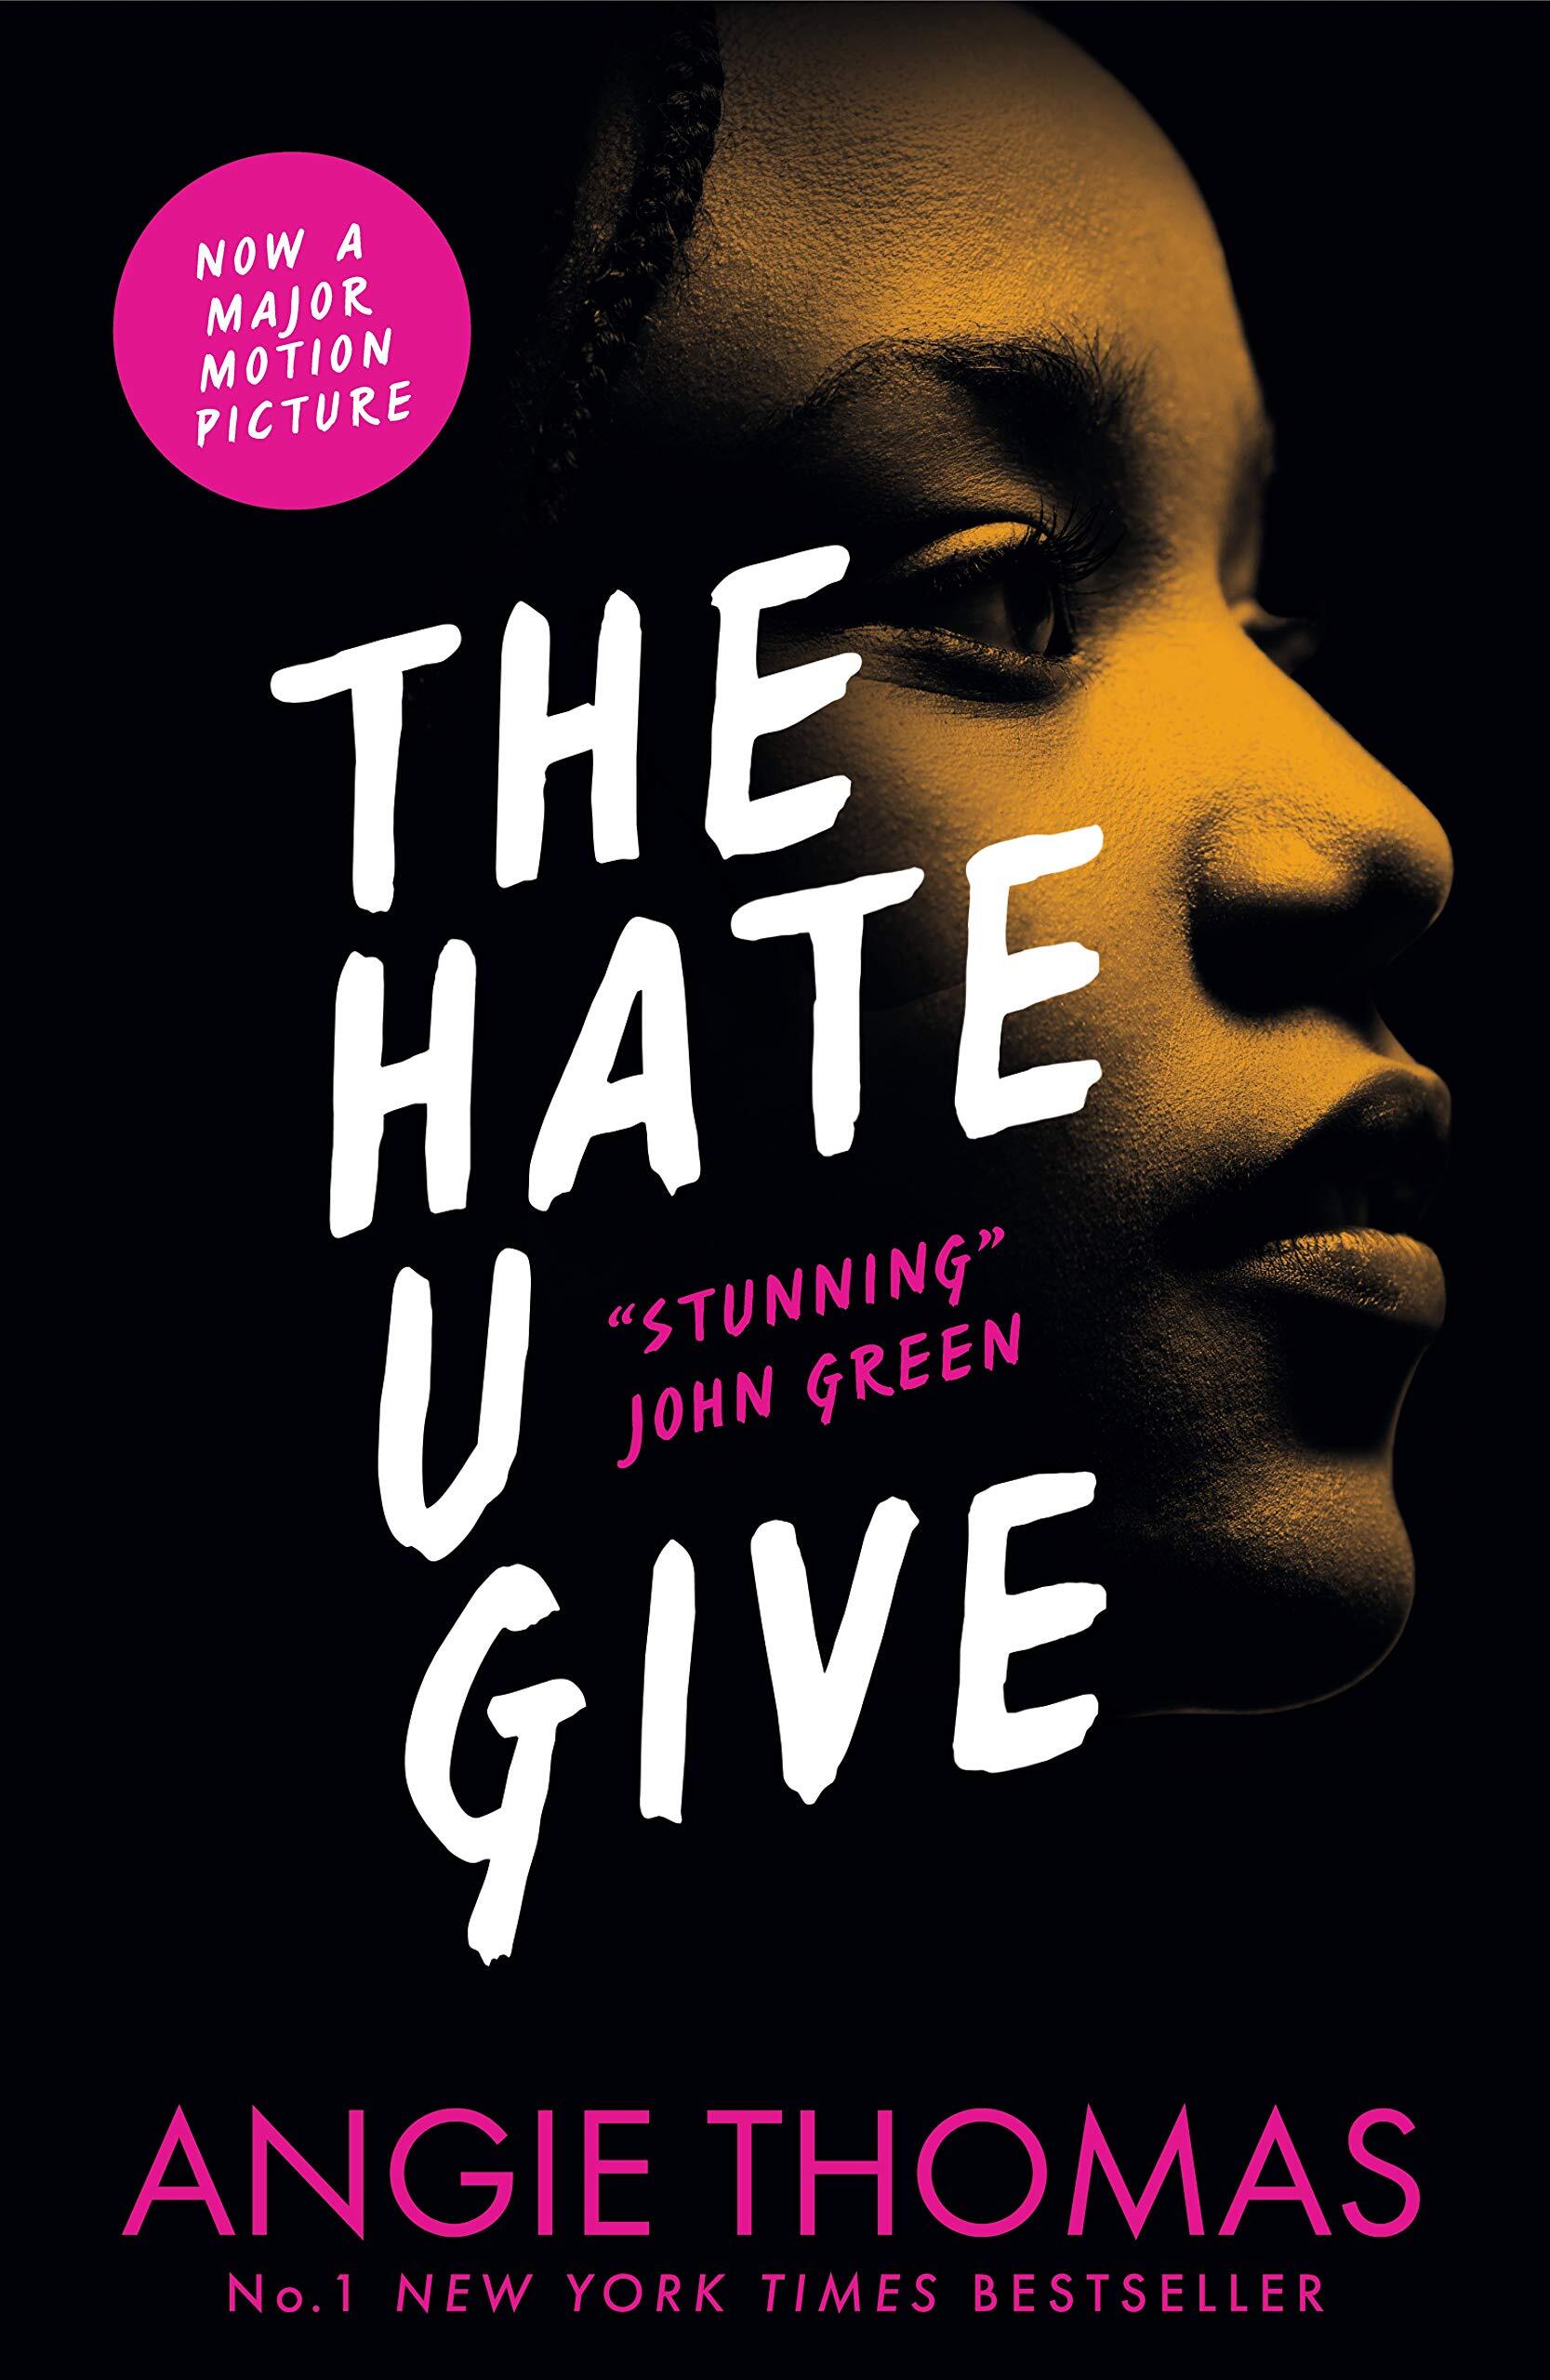 NOW A
MAJOR
MOTION
PICTURE
THE
HATE
U
"STUNNING"
JOHN GREEN
GIVE
ANGIE THOMAS
No.1 NEW YORK TIMES BESTSELLER